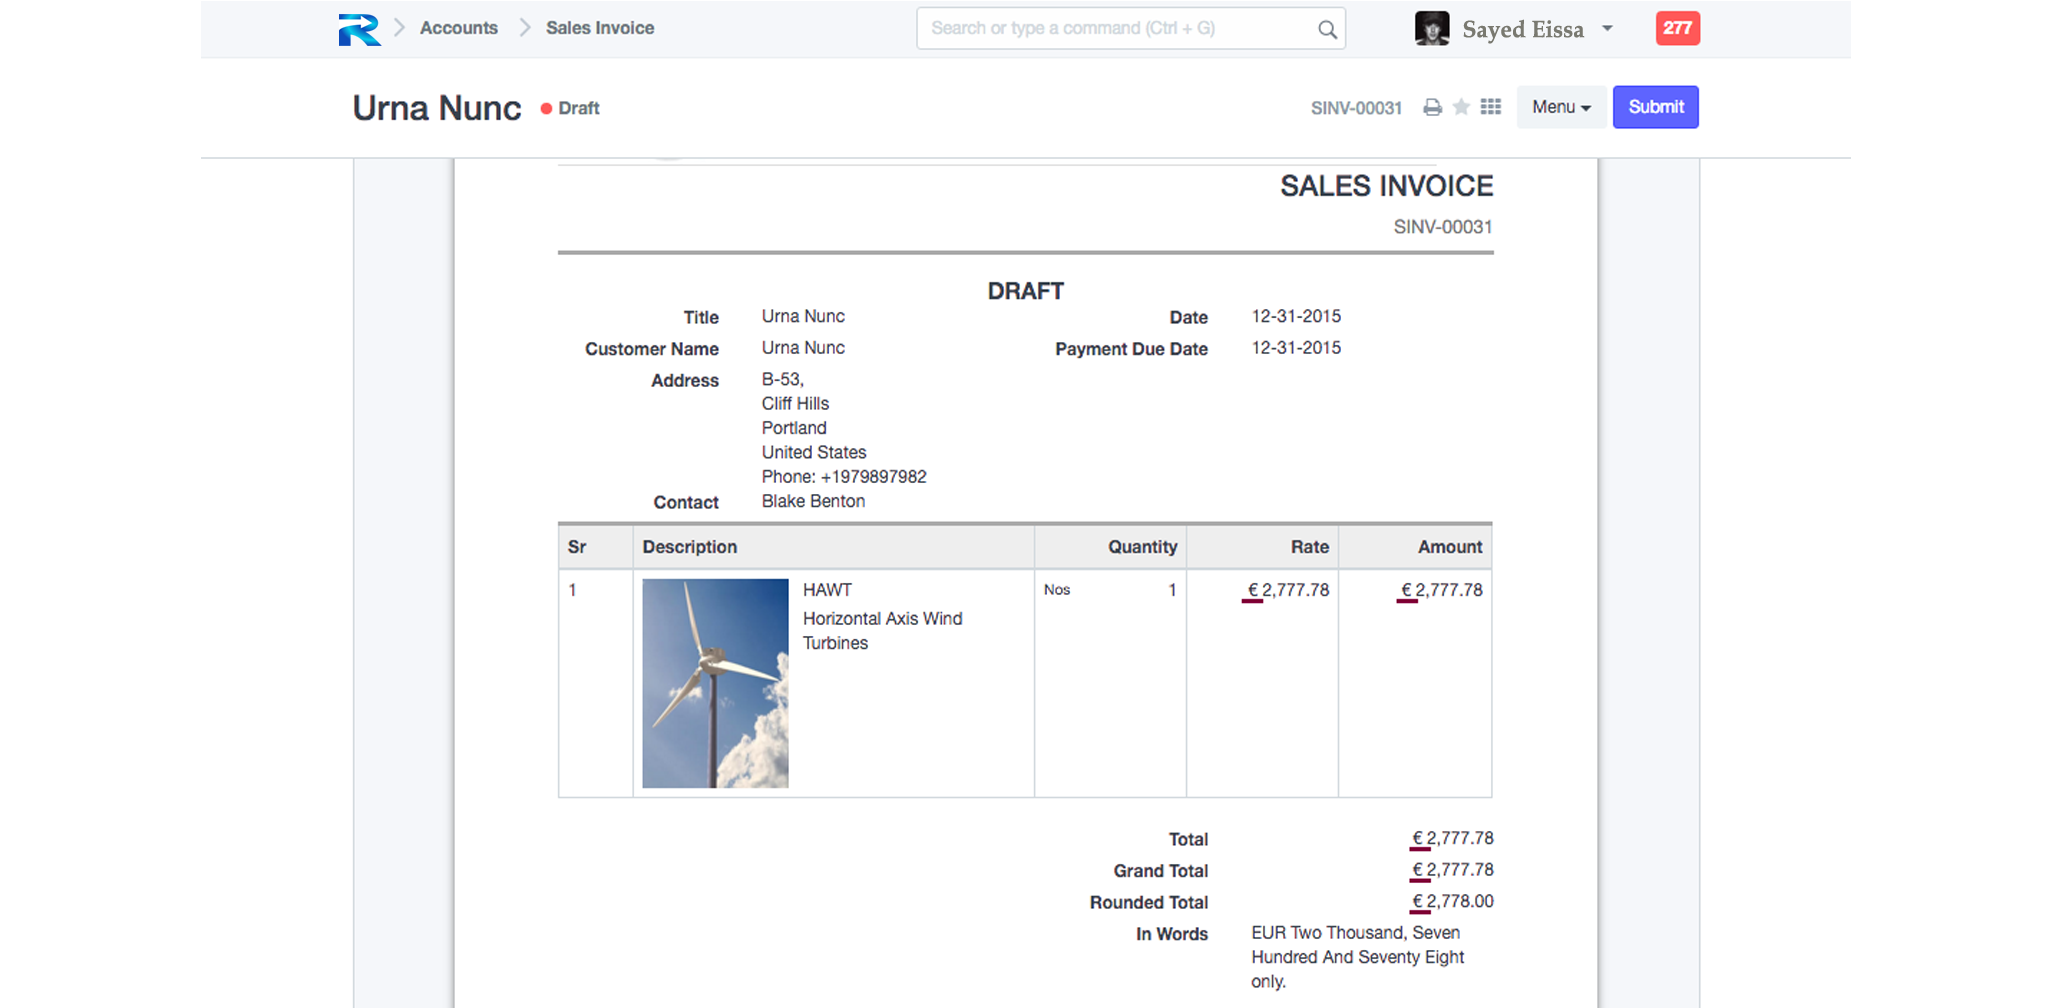 Accounts Sales Invoice Search or type a command (Ctrl + G) Sayed Eissa 277
Urna Nunc Draft SINV-00031 Menu Submit
SALES INVOICE
SINV-00031
DRAFT
Title Urna Nunc Date 12-31-2015
Customer Name Urna Nunc Payment Due Date 12-31-2015
Address B-53,
Cliff Hills
Portland
United States
Phone: +1979897982
Contact Blake Benton
Sr Description Quantity Rate Amount
1 HAWT Nos 1 € 2,777.78 € 2,777.78
Horizontal Axis Wind
Turbines
Total € 2,777.78
Grand Total € 2,777.78
Rounded Total € 2,778.00
In Words EUR Two Thousand, Seven
Hundred And Seventy Eight
only.